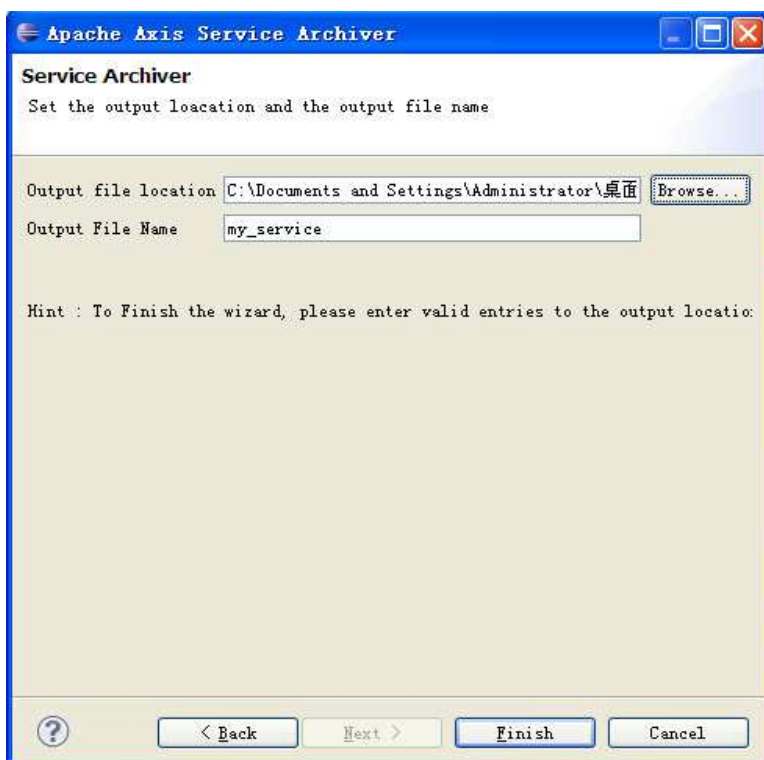 Apache Axis Service Archiver
Service Archiver
Set the output loacation and the output file name
Output file location C:\Documents and Settings\Administrator\桌面 Browse...
Output File Name my_service
Hint : To Finish the wizard, please enter valid entries to the output locatio
? < Back Next > Finish Cancel